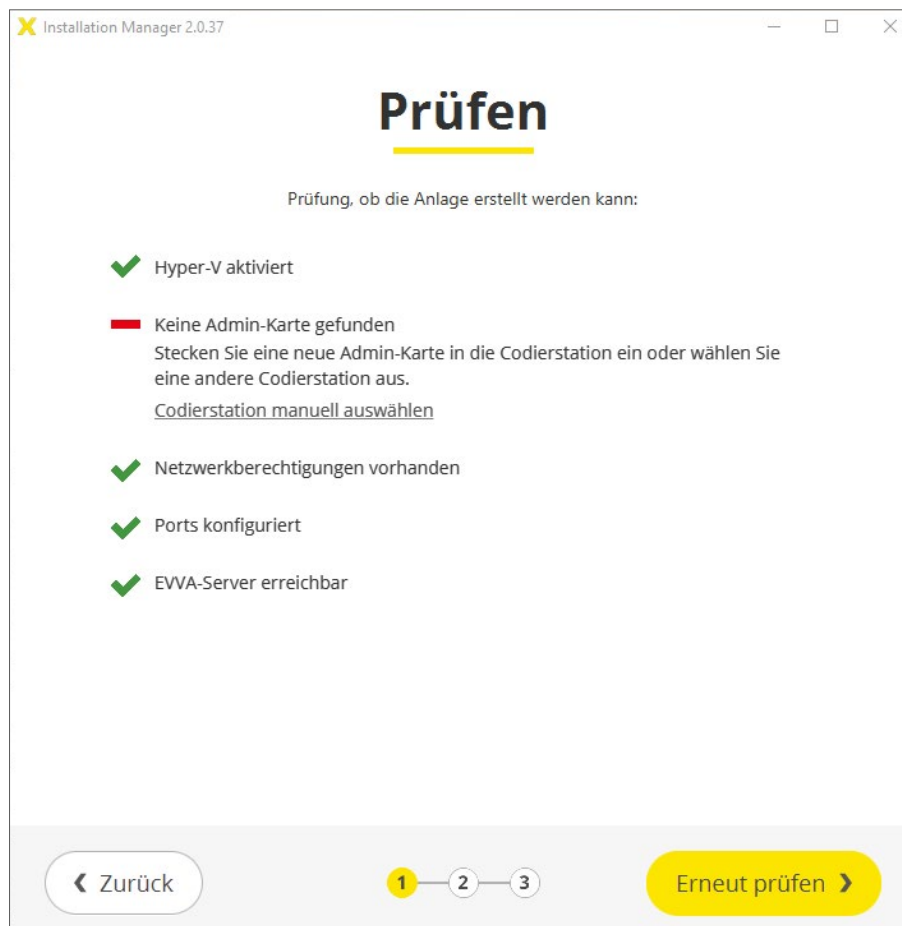 Installation Manager 2.0.37
Prüfen
Prüfung, ob die Anlage erstellt werden kann:
Hyper-V aktiviert
Keine Admin-Karte gefunden
Stecken Sie eine neue Admin-Karte in die Codierstation ein oder wählen Sie
eine andere Codierstation aus.
Codierstation manuell auswählen
Netzwerkberechtigungen vorhanden
Ports konfiguriert
EVVA-Server erreichbar
Zurück
1 2 3
Erneut prüfen